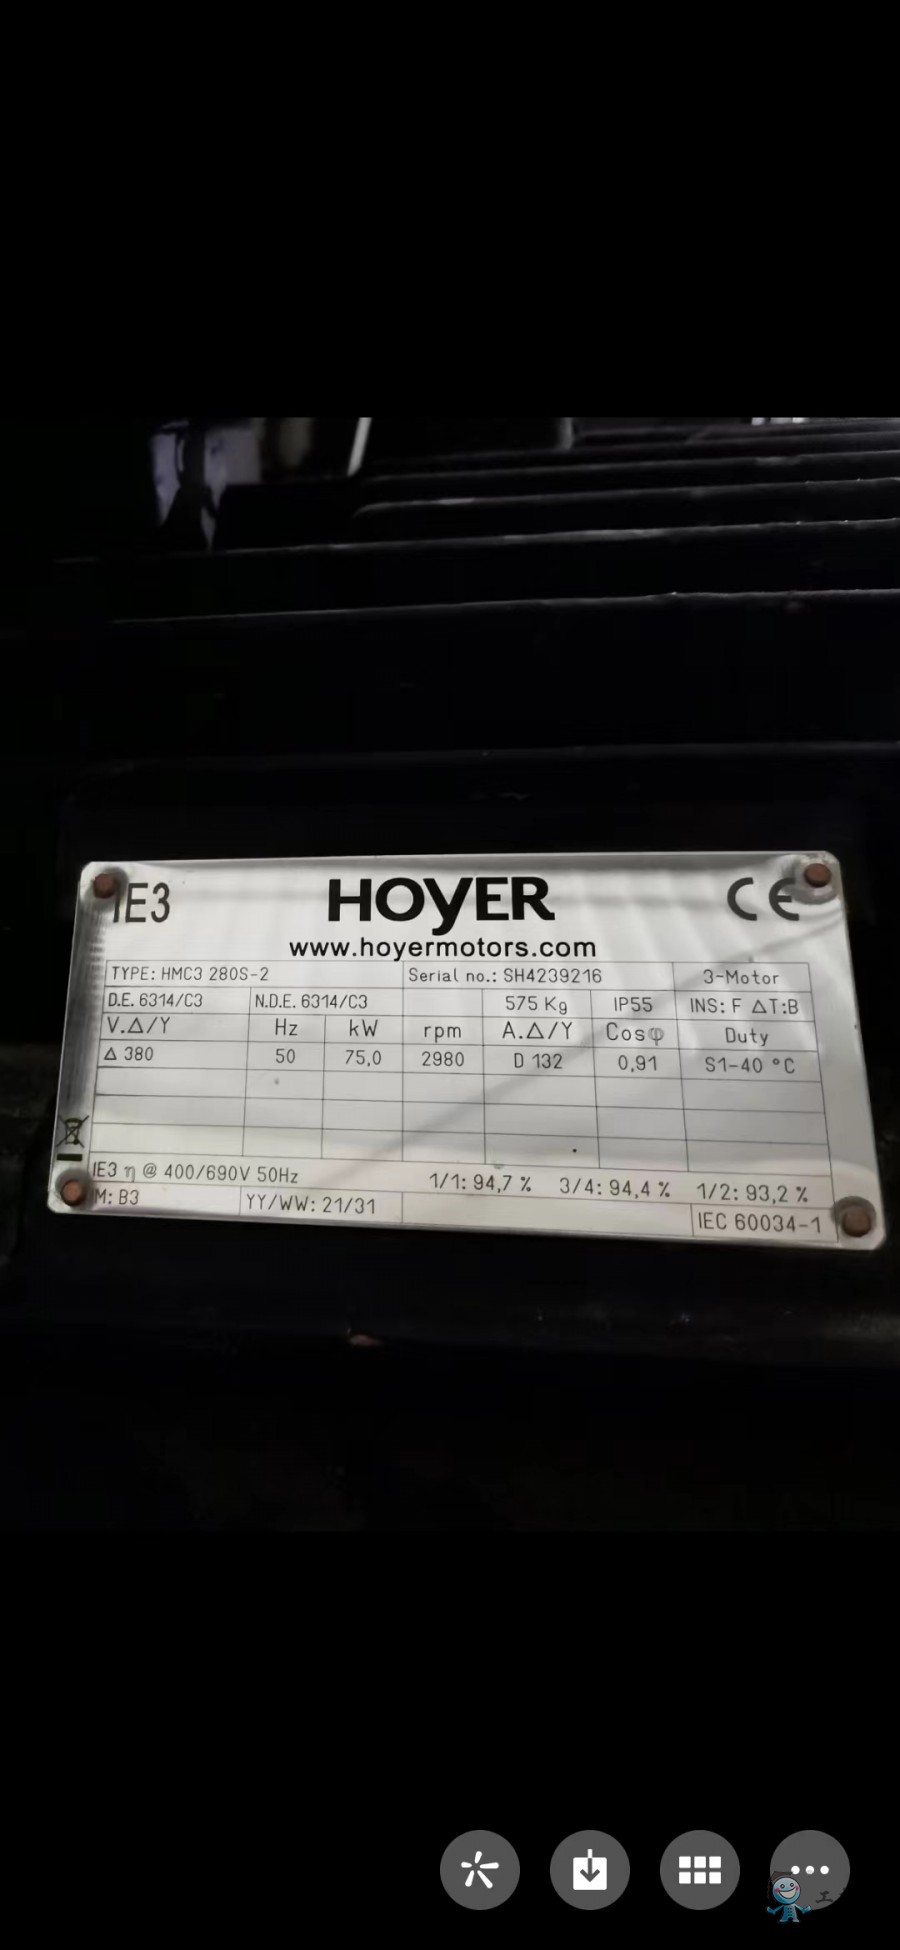 IE3 HOYER CE
www.hoyermotors.com
TYPE: HMC3 280S-2 Serial no.: SH4239216 3-Motor
D.E. 6314/C3 N.D.E. 6314/C3 575 Kg IP55 INS: F ΔT:B
V.Δ/Y Hz kW rpm A.Δ/Y Cosφ Duty
Δ 380 50 75,0 2980 D 132 0,91 S1-40 °C
IE3 η @ 400/690V 50Hz 1/1: 94,7 % 3/4: 94,4 % 1/2: 93,2 %
M: B3 YY/WW: 21/31 IEC 60034-1
工